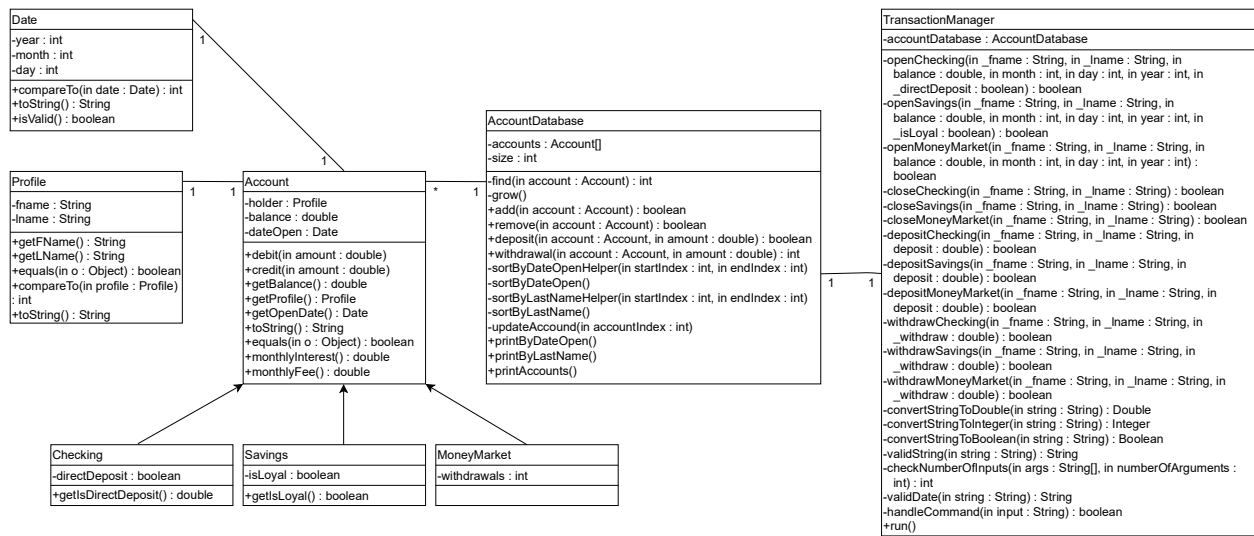 Date
-year : int
-month : int
-day : int
+compareTo(in date : Date) : int
+toString() : String
+isValid() : boolean
1
1
Profile
-fname : String
-lname : String
+getFName() : String
+getLName() : String
+equals(in o : Object) : boolean
+compareTo(in profile : Profile)
: int
+toString() : String
1
1
Account
-holder : Profile
-balance : double
-dateOpen : Date
+debit(in amount : double)
+credit(in amount : double)
+getBalance() : double
+getProfile() : Profile
+getOpenDate() : Date
+toString() : String
+equals(in o : Object) : boolean
+monthlyInterest() : double
+monthlyFee() : double
*
1
AccountDatabase
-accounts : Account[]
-size : int
-find(in account : Account) : int
-grow()
+add(in account : Account) : boolean
+remove(in account : Account) : boolean
+deposit(in account : Account, in amount : double) : boolean
+withdrawal(in account : Account, in amount : double) : int
-sortByDateOpenHelper(in startIndex : int, in endIndex : int)
-sortByDateOpen()
-sortByLastNameHelper(in startIndex : int, in endIndex : int)
-sortByLastName()
-updateAccound(in accountIndex : int)
+printByDateOpen()
+printByLastName()
+printAccounts()
1
1
TransactionManager
-accountDatabase : AccountDatabase
-openChecking(in _fname : String, in _lname : String, in
balance : double, in month : int, in day : int, in year : int, in
_directDeposit : boolean) : boolean
-openSavings(in _fname : String, in _lname : String, in
balance : double, in month : int, in day : int, in year : int, in
_isLoyal : boolean) : boolean
-openMoneyMarket(in _fname : String, in _lname : String, in
balance : double, in month : int, in day : int, in year : int) :
boolean
-closeChecking(in _fname : String, in _lname : String) : boolean
-closeSavings(in _fname : String, in _lname : String) : boolean
-closeMoneyMarket(in _fname : String, in _lname : String) : boolean
-depositChecking(in _fname : String, in _lname : String, in
deposit : double) : boolean
-depositSavings(in _fname : String, in _lname : String, in
deposit : double) : boolean
-depositMoneyMarket(in _fname : String, in _lname : String, in
deposit : double) : boolean
-withdrawChecking(in _fname : String, in _lname : String, in
_withdraw : double) : boolean
-withdrawSavings(in _fname : String, in _lname : String, in
_withdraw : double) : boolean
-withdrawMoneyMarket(in _fname : String, in _lname : String, in
_withdraw : double) : boolean
-convertStringToDouble(in string : String) : Double
-convertStringToInteger(in string : String) : Integer
-convertStringToBoolean(in string : String) : Boolean
-validString(in string : String) : String
-checkNumberOfInputs(in args : String[], in numberOfArguments :
int) : int
-validDate(in string : String) : String
-handleCommand(in input : String) : boolean
+run()
Checking
-directDeposit : boolean
+getIsDirectDeposit() : double
Savings
-isLoyal : boolean
+getIsLoyal() : boolean
MoneyMarket
-withdrawals : int